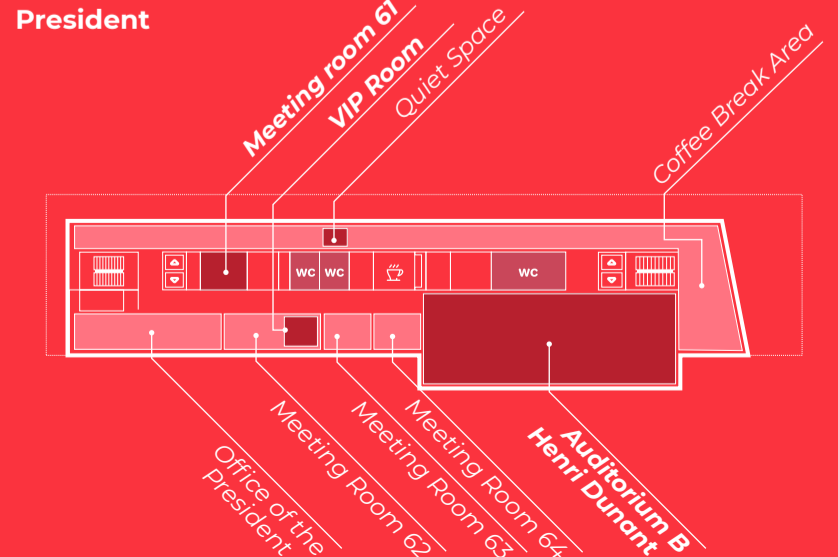 President
Meeting room 61
VIP Room
Quiet Space
Coffee Break Area
WC
WC
WC
Office of the
President
Meeting Room 62
Meeting Room 63
Meeting Room 64
Auditorium B
Henri Dunant